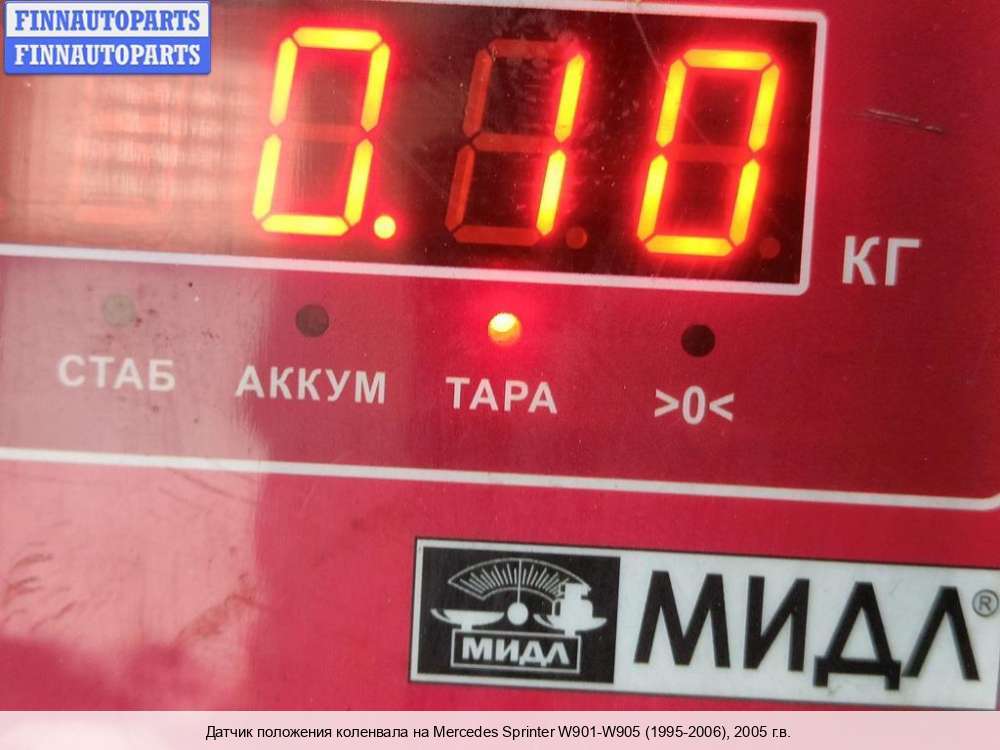 FINNAUTOPARTS
FINNAUTOPARTS
0.10
КГ
СТАБ АККУМ ТАРА >0<
МИДЛ МИДЛ®
Датчик положения коленвала на Mercedes Sprinter W901-W905 (1995-2006), 2005 г.в.